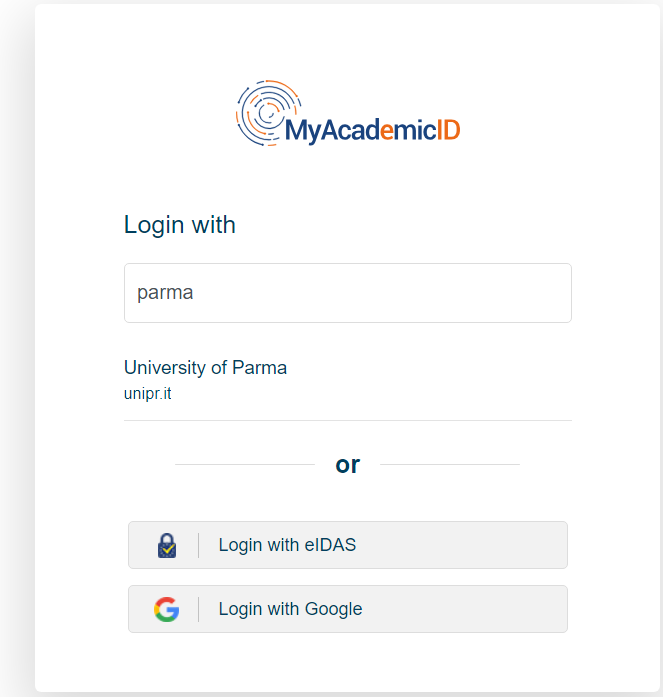 MyAcademicID
Login with
parma
University of Parma
unipr.it
or
Login with eIDAS
Login with Google